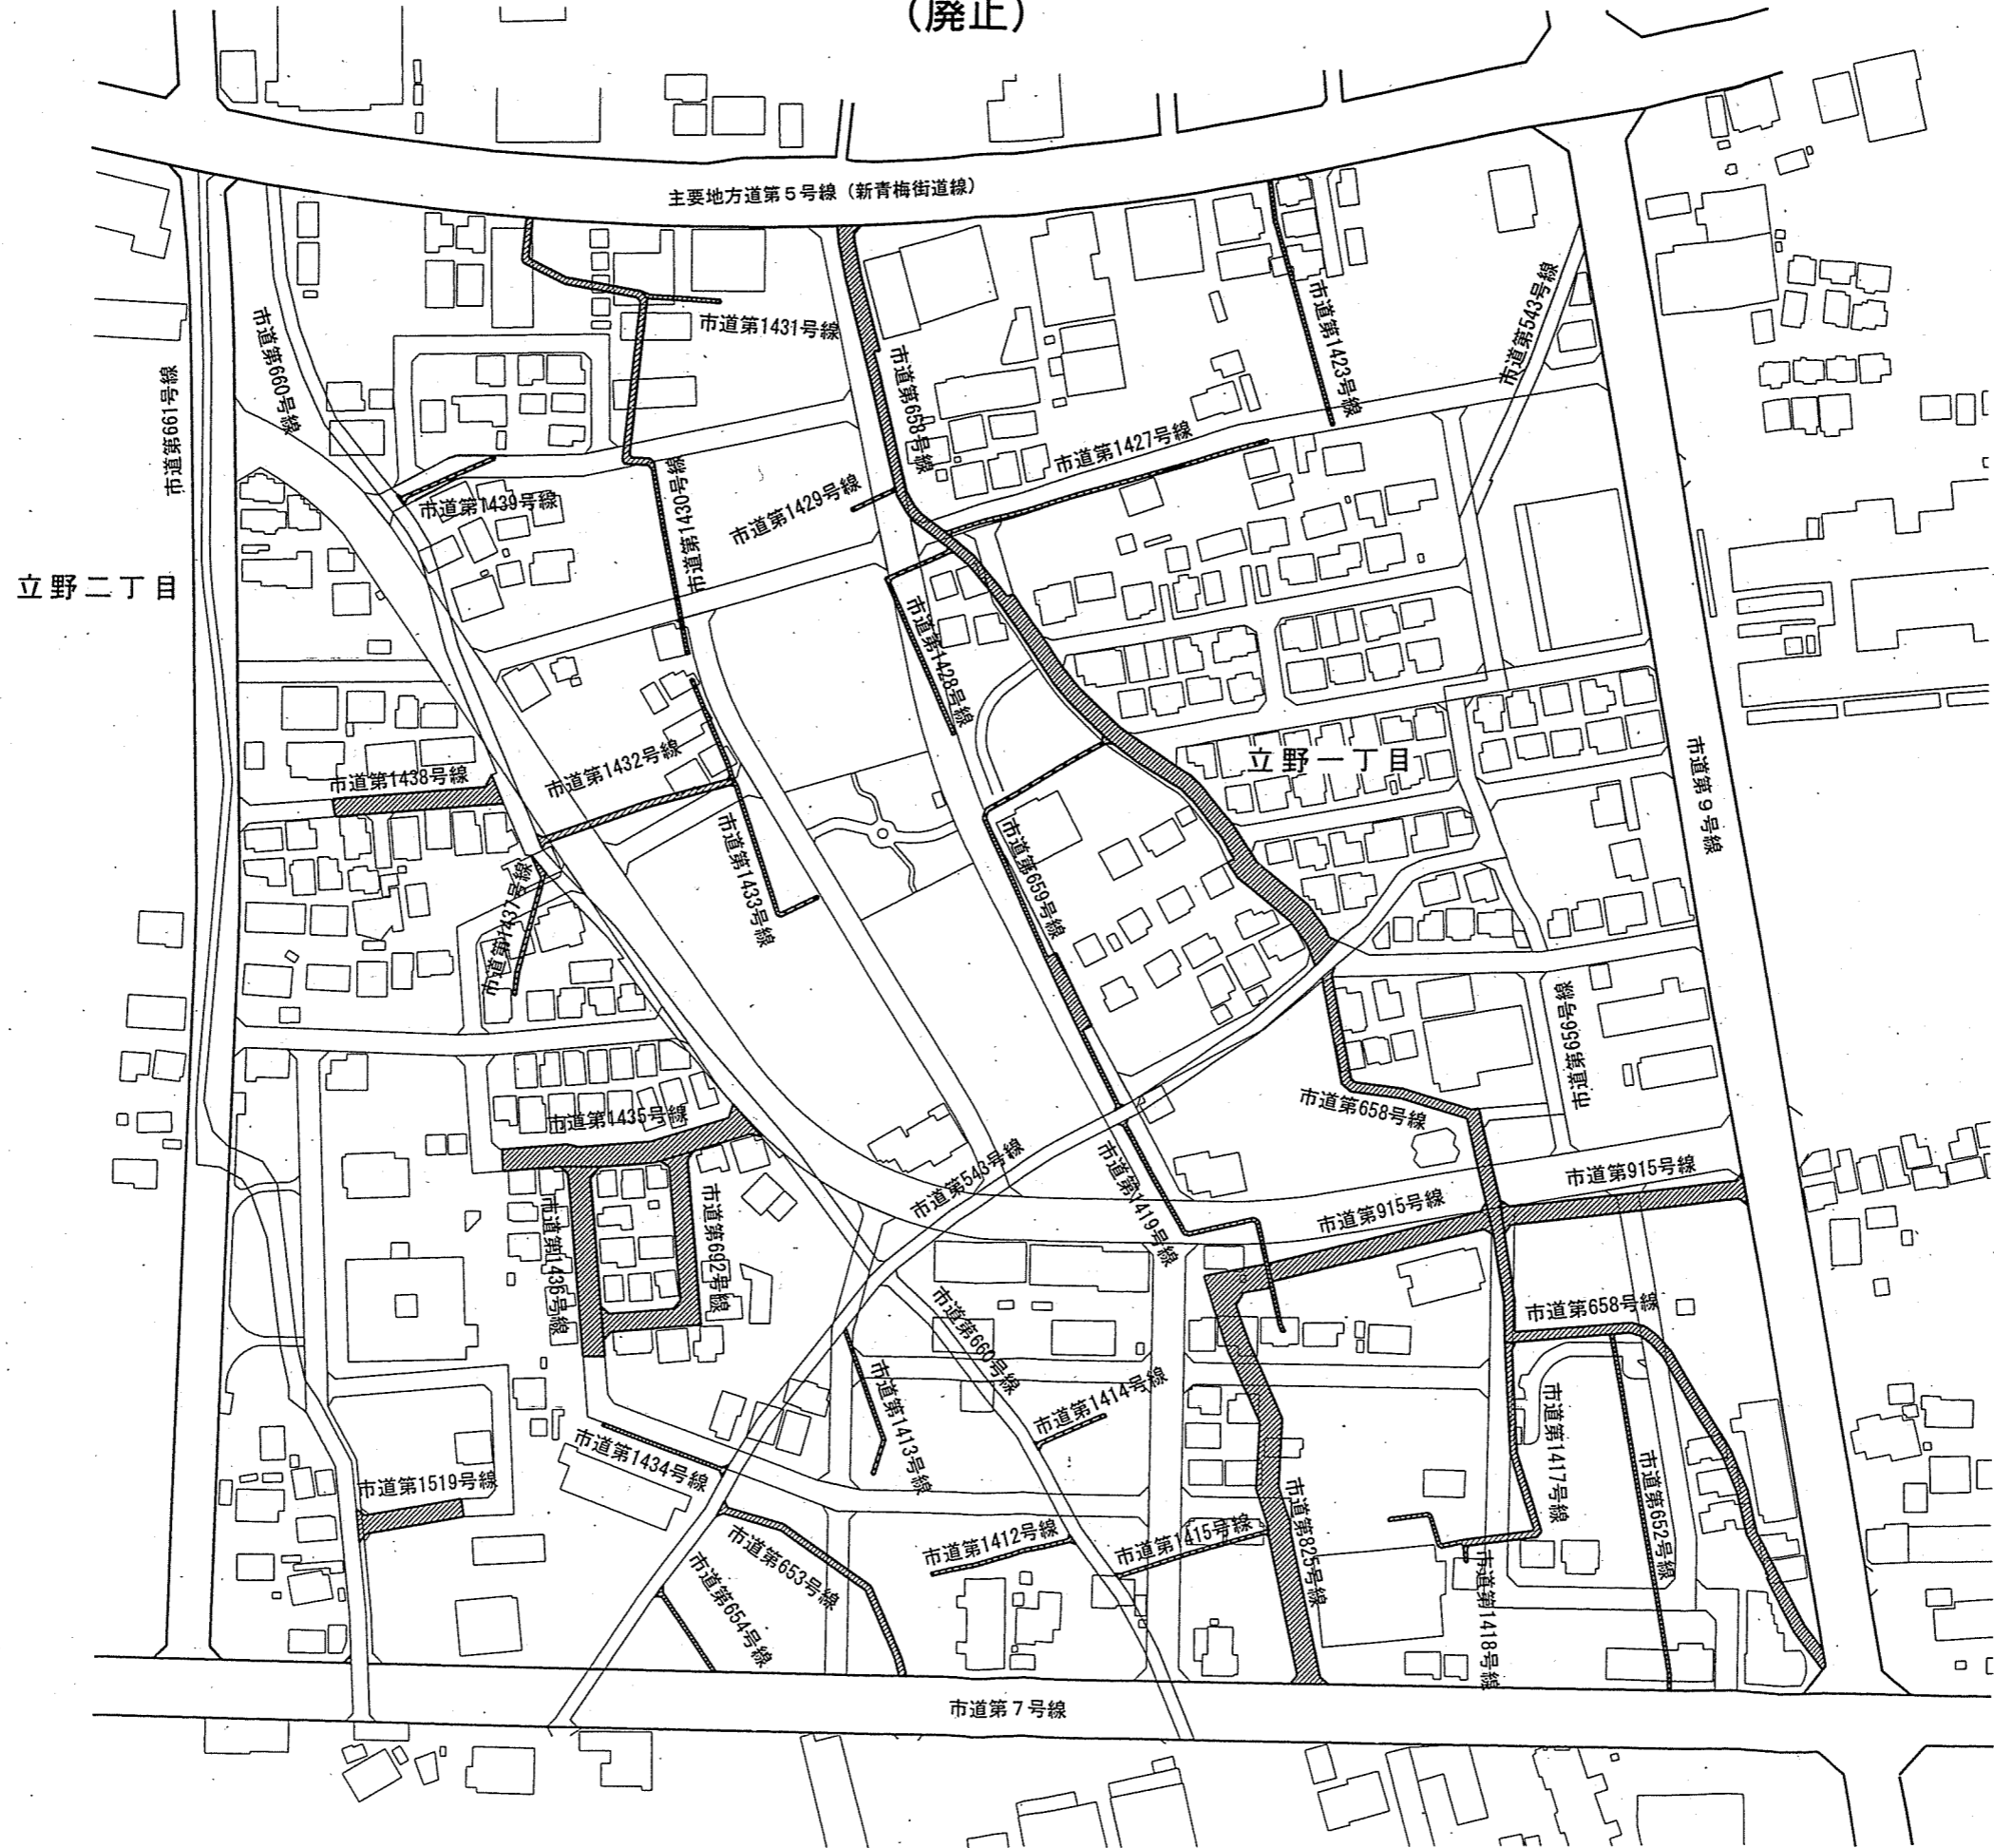 （廃止）
主要地方道第５号線（新青梅街道線）
市道第661号線
市道第660号線
市道第1431号線
市道第658号線
市道第1423号線
市道第543号線
市道第1427号線
市道第1439号線
市道第1430号線
市道第1429号線
立野二丁目
市道第1428号線
立野一丁目
市道第９号線
市道第1438号線
市道第1432号線
市道第1433号線
市道第659号線
市道第1437号線
市道第956号線
市道第658号線
市道第1435号線
市道第543号線
市道第1419号線
市道第915号線
市道第915号線
市道第1436号線
市道第692号線
市道第660号線
市道第658号線
市道第1413号線
市道第1414号線
市道第1417号線
市道第1434号線
市道第1519号線
市道第652号線
市道第825号線
市道第653号線
市道第654号線
市道第1412号線
市道第1415号線
市道第1418号線
市道第７号線